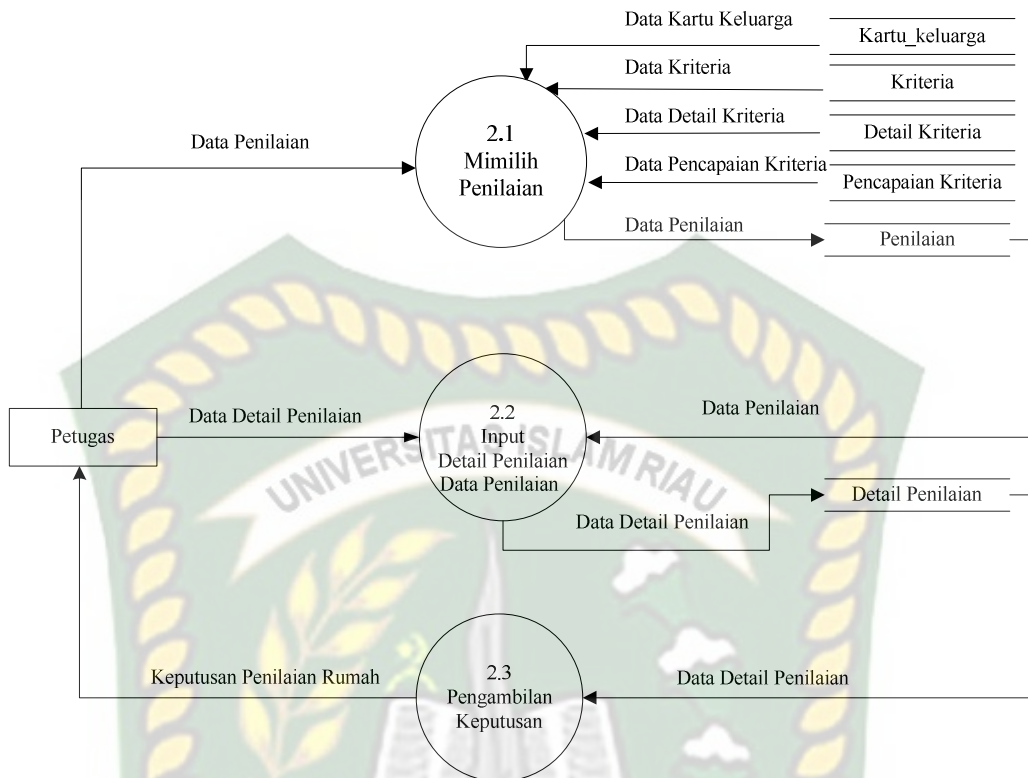 Data Kartu Keluarga
Kartu_keluarga
Data Kriteria
Kriteria
Data Detail Kriteria
Detail Kriteria
Data Pencapaian Kriteria
Pencapaian Kriteria
2.1
Mimilih
Penilaian
Data Penilaian
Data Penilaian
Penilaian
Petugas
Data Detail Penilaian
2.2
Input
Detail Penilaian
Data Penilaian
Data Penilaian
UNIVERSITAS ISLAM RIAU
Data Detail Penilaian
Detail Penilaian
Keputusan Penilaian Rumah
2.3
Pengambilan
Keputusan
Data Detail Penilaian